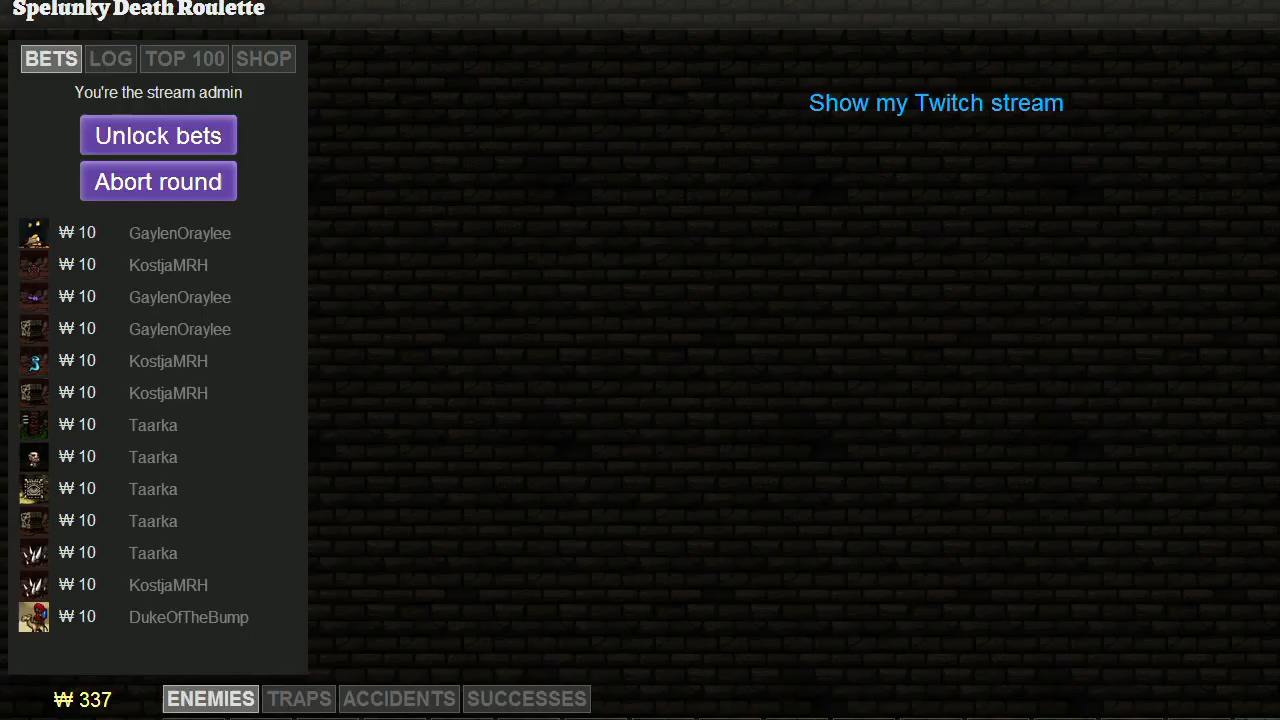 Spelunky Death Roulette
BETS LOG TOP 100 SHOP
You're the stream admin
Unlock bets
Abort round
₩ 10 GaylenOraylee
₩ 10 KostjaMRH
₩ 10 GaylenOraylee
₩ 10 GaylenOraylee
₩ 10 KostjaMRH
₩ 10 KostjaMRH
₩ 10 Taarka
₩ 10 Taarka
₩ 10 Taarka
₩ 10 Taarka
₩ 10 Taarka
₩ 10 KostjaMRH
₩ 10 DukeOfTheBump
Show my Twitch stream
₩ 337 ENEMIES TRAPS ACCIDENTS SUCCESSES